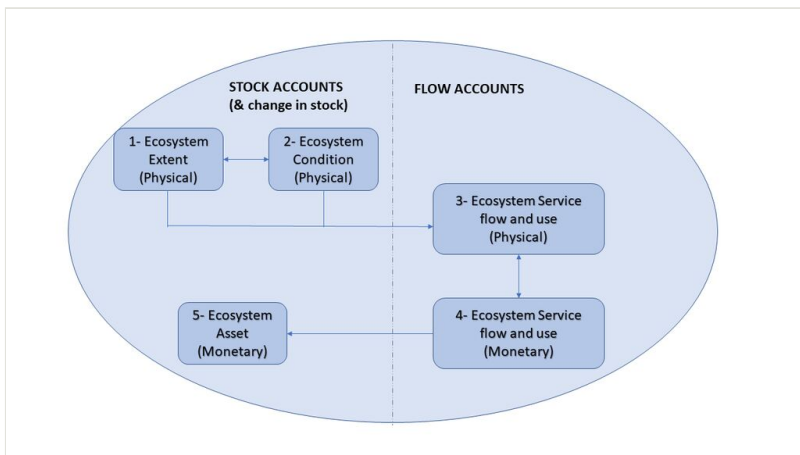 STOCK ACCOUNTS
(& change in stock)
FLOW ACCOUNTS
1- Ecosystem
Extent
(Physical)
2- Ecosystem
Condition
(Physical)
3- Ecosystem Service
flow and use
(Physical)
5- Ecosystem
Asset
(Monetary)
4- Ecosystem Service
flow and use
(Monetary)